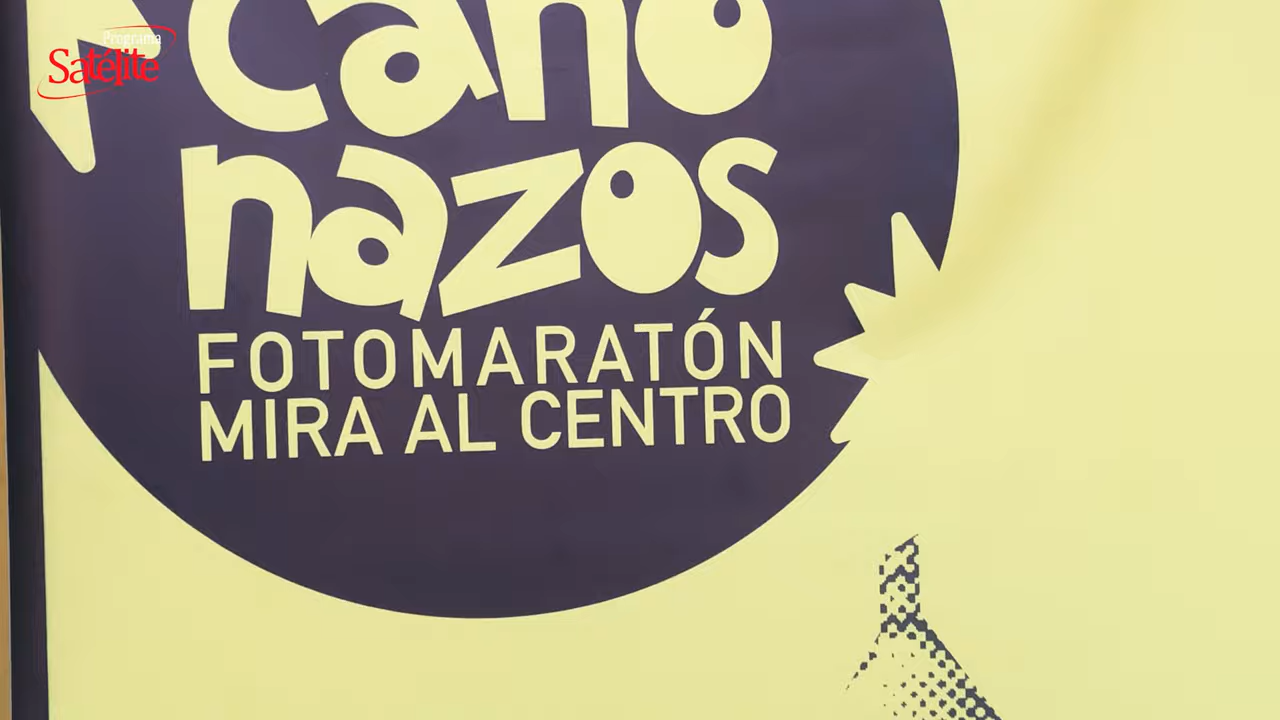 Programa
Satélite
caño
nazos
FOTOMARATÓN
MIRA AL CENTRO